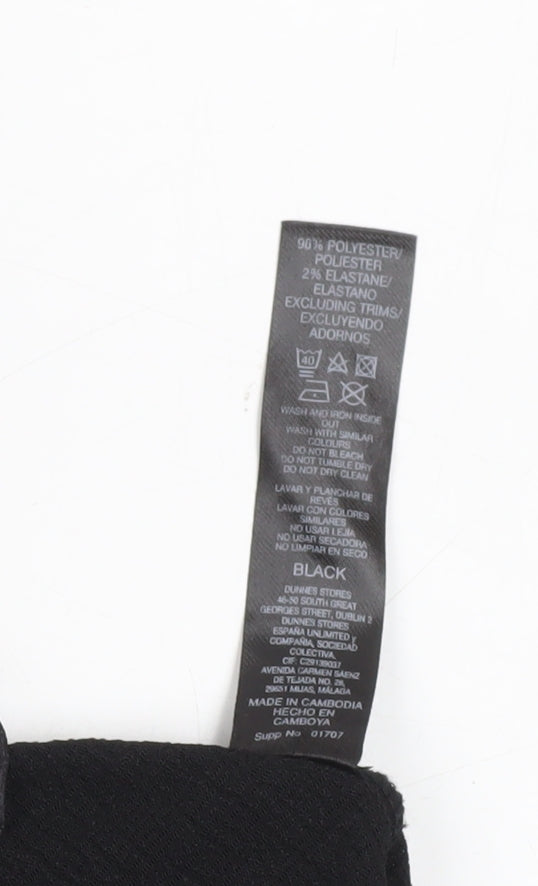 98% POLYESTER/
POLIESTER
2% ELASTANE/
ELASTANO
EXCLUDING TRIMS/
EXCLUYENDO
ADORNOS
40
WASH AND IRON INSIDE
OUT
WASH WITH SIMILAR
COLOURS
DO NOT BLEACH
DO NOT TUMBLE DRY
DO NOT DRY CLEAN
LAVAR Y PLANCHAR DE
REVÉS
LAVAR CON COLORES
SIMILARES
NO USAR LEJÍA
NO USAR SECADORA
NO LIMPIAR EN SECO
BLACK
DUNNES STORES
46-50 SOUTH GREAT
GEORGES STREET, DUBLIN 2
DUNNES STORES
ESPAÑA UNLIMITED Y
COMPAÑIA, SOCIEDAD
COLECTIVA,
CIF: C29139037
AVENIDA CARMEN SÁENZ
DE TEJADA NO. 28,
29651 MIJAS, MÁLAGA
MADE IN CAMBODIA
HECHO EN
CAMBOYA
Supp No 01707